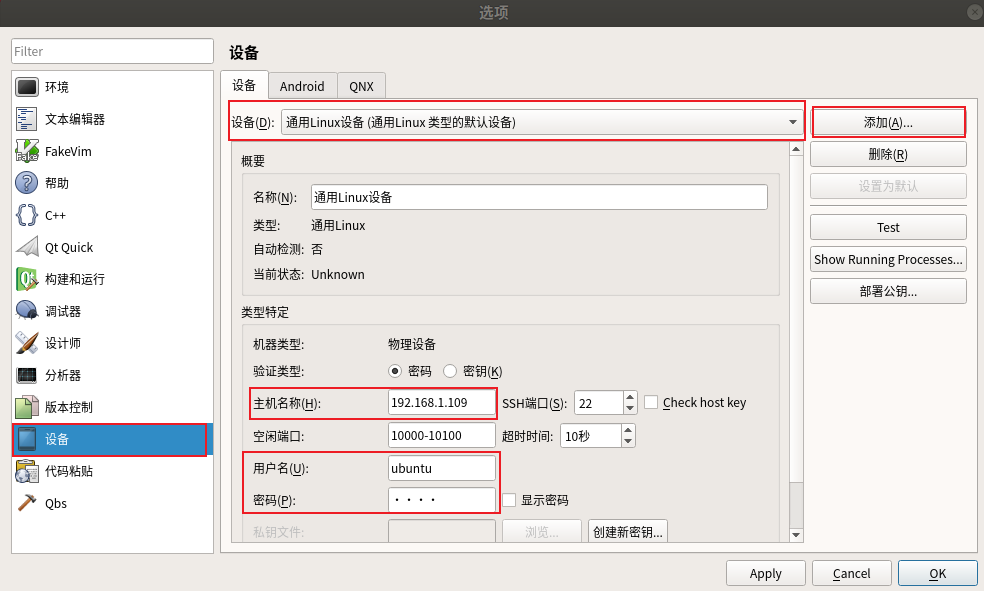 选项
Filter
环境
文本编辑器
FakeVim
帮助
C++
Qt Quick
构建和运行
调试器
设计师
分析器
版本控制
设备
代码粘贴
Qbs
设备
设备 Android QNX
设备(D): 通用Linux设备 (通用Linux 类型的默认设备)
概要
名称(N): 通用Linux设备
类型: 通用Linux
自动检测: 否
当前状态: Unknown
类型特定
机器类型: 物理设备
验证类型: 密码 密钥(K)
主机名称(H): 192.168.1.109 SSH端口(S): 22 Check host key
空闲端口: 10000-10100 超时时间: 10秒
用户名(U): ubuntu
密码(P): ···· 显示密码
私钥文件: 浏览... 创建新密钥...
添加(A)...
删除(R)
设置为默认
Test
Show Running Processes...
部署公钥...
Apply Cancel OK